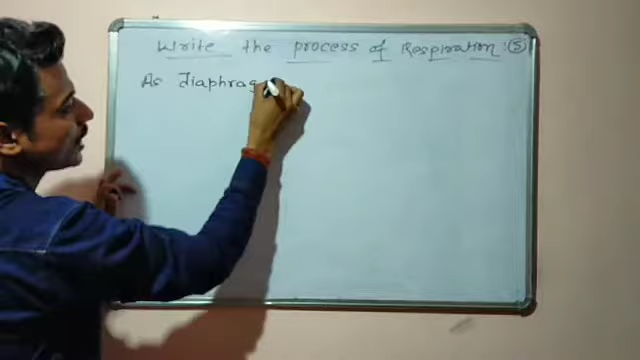 Write the process of Respiration: (5)
As Diaphrag